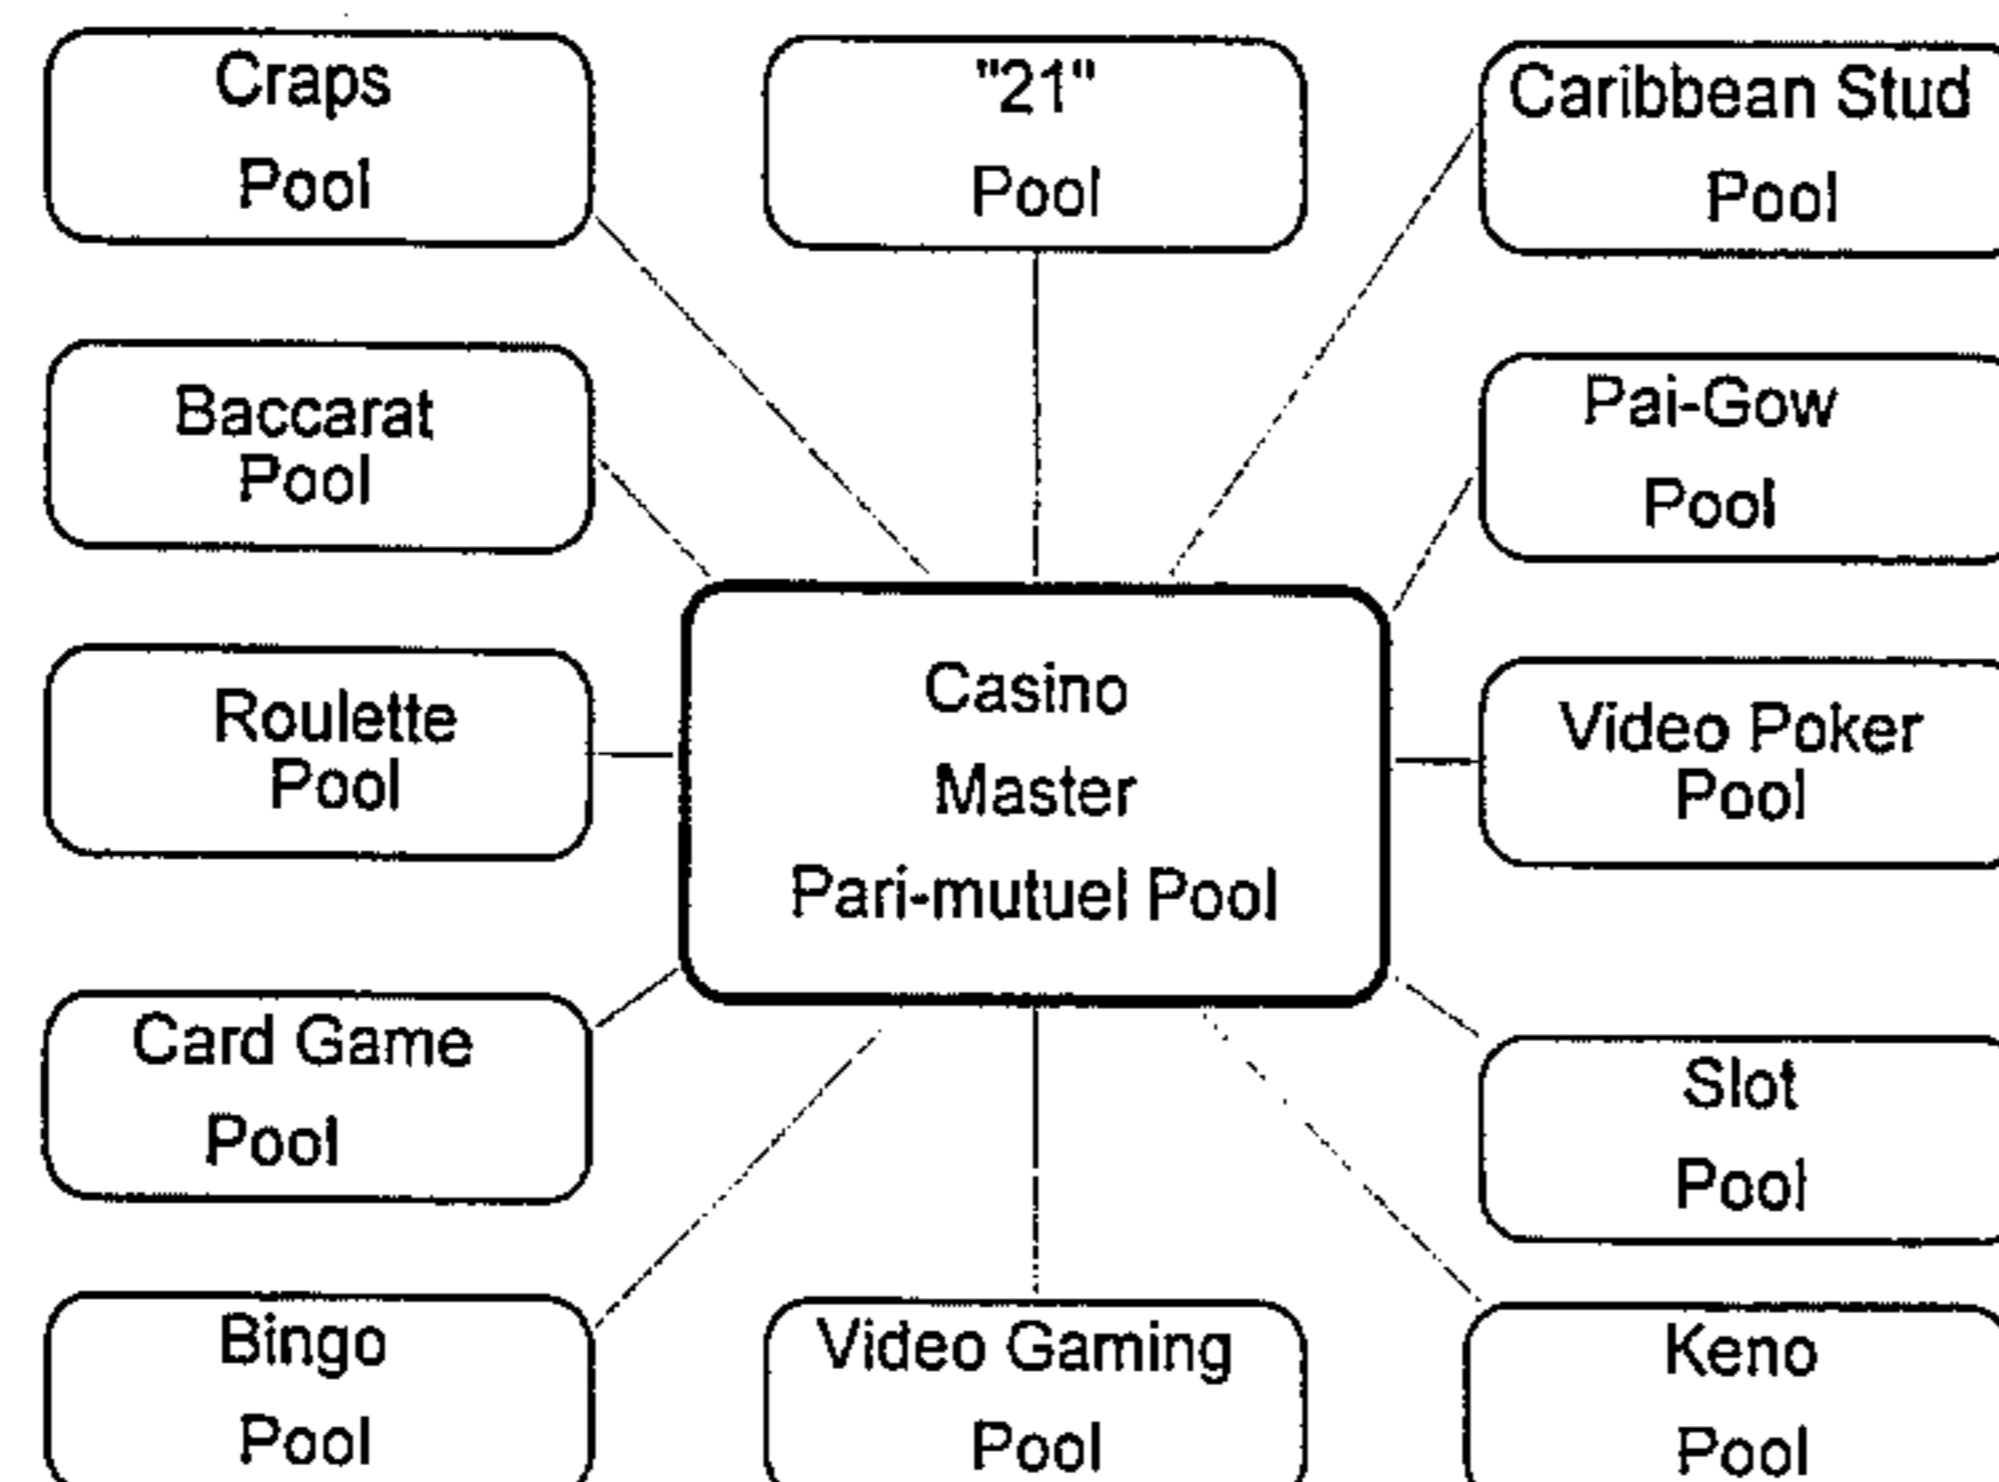 Craps
Pool
"21"
Pool
Caribbean Stud
Pool
Baccarat
Pool
Pai-Gow
Pool
Roulette
Pool
Casino
Master
Pari-mutuel Pool
Video Poker
Pool
Card Game
Pool
Slot
Pool
Bingo
Pool
Video Gaming
Pool
Keno
Pool